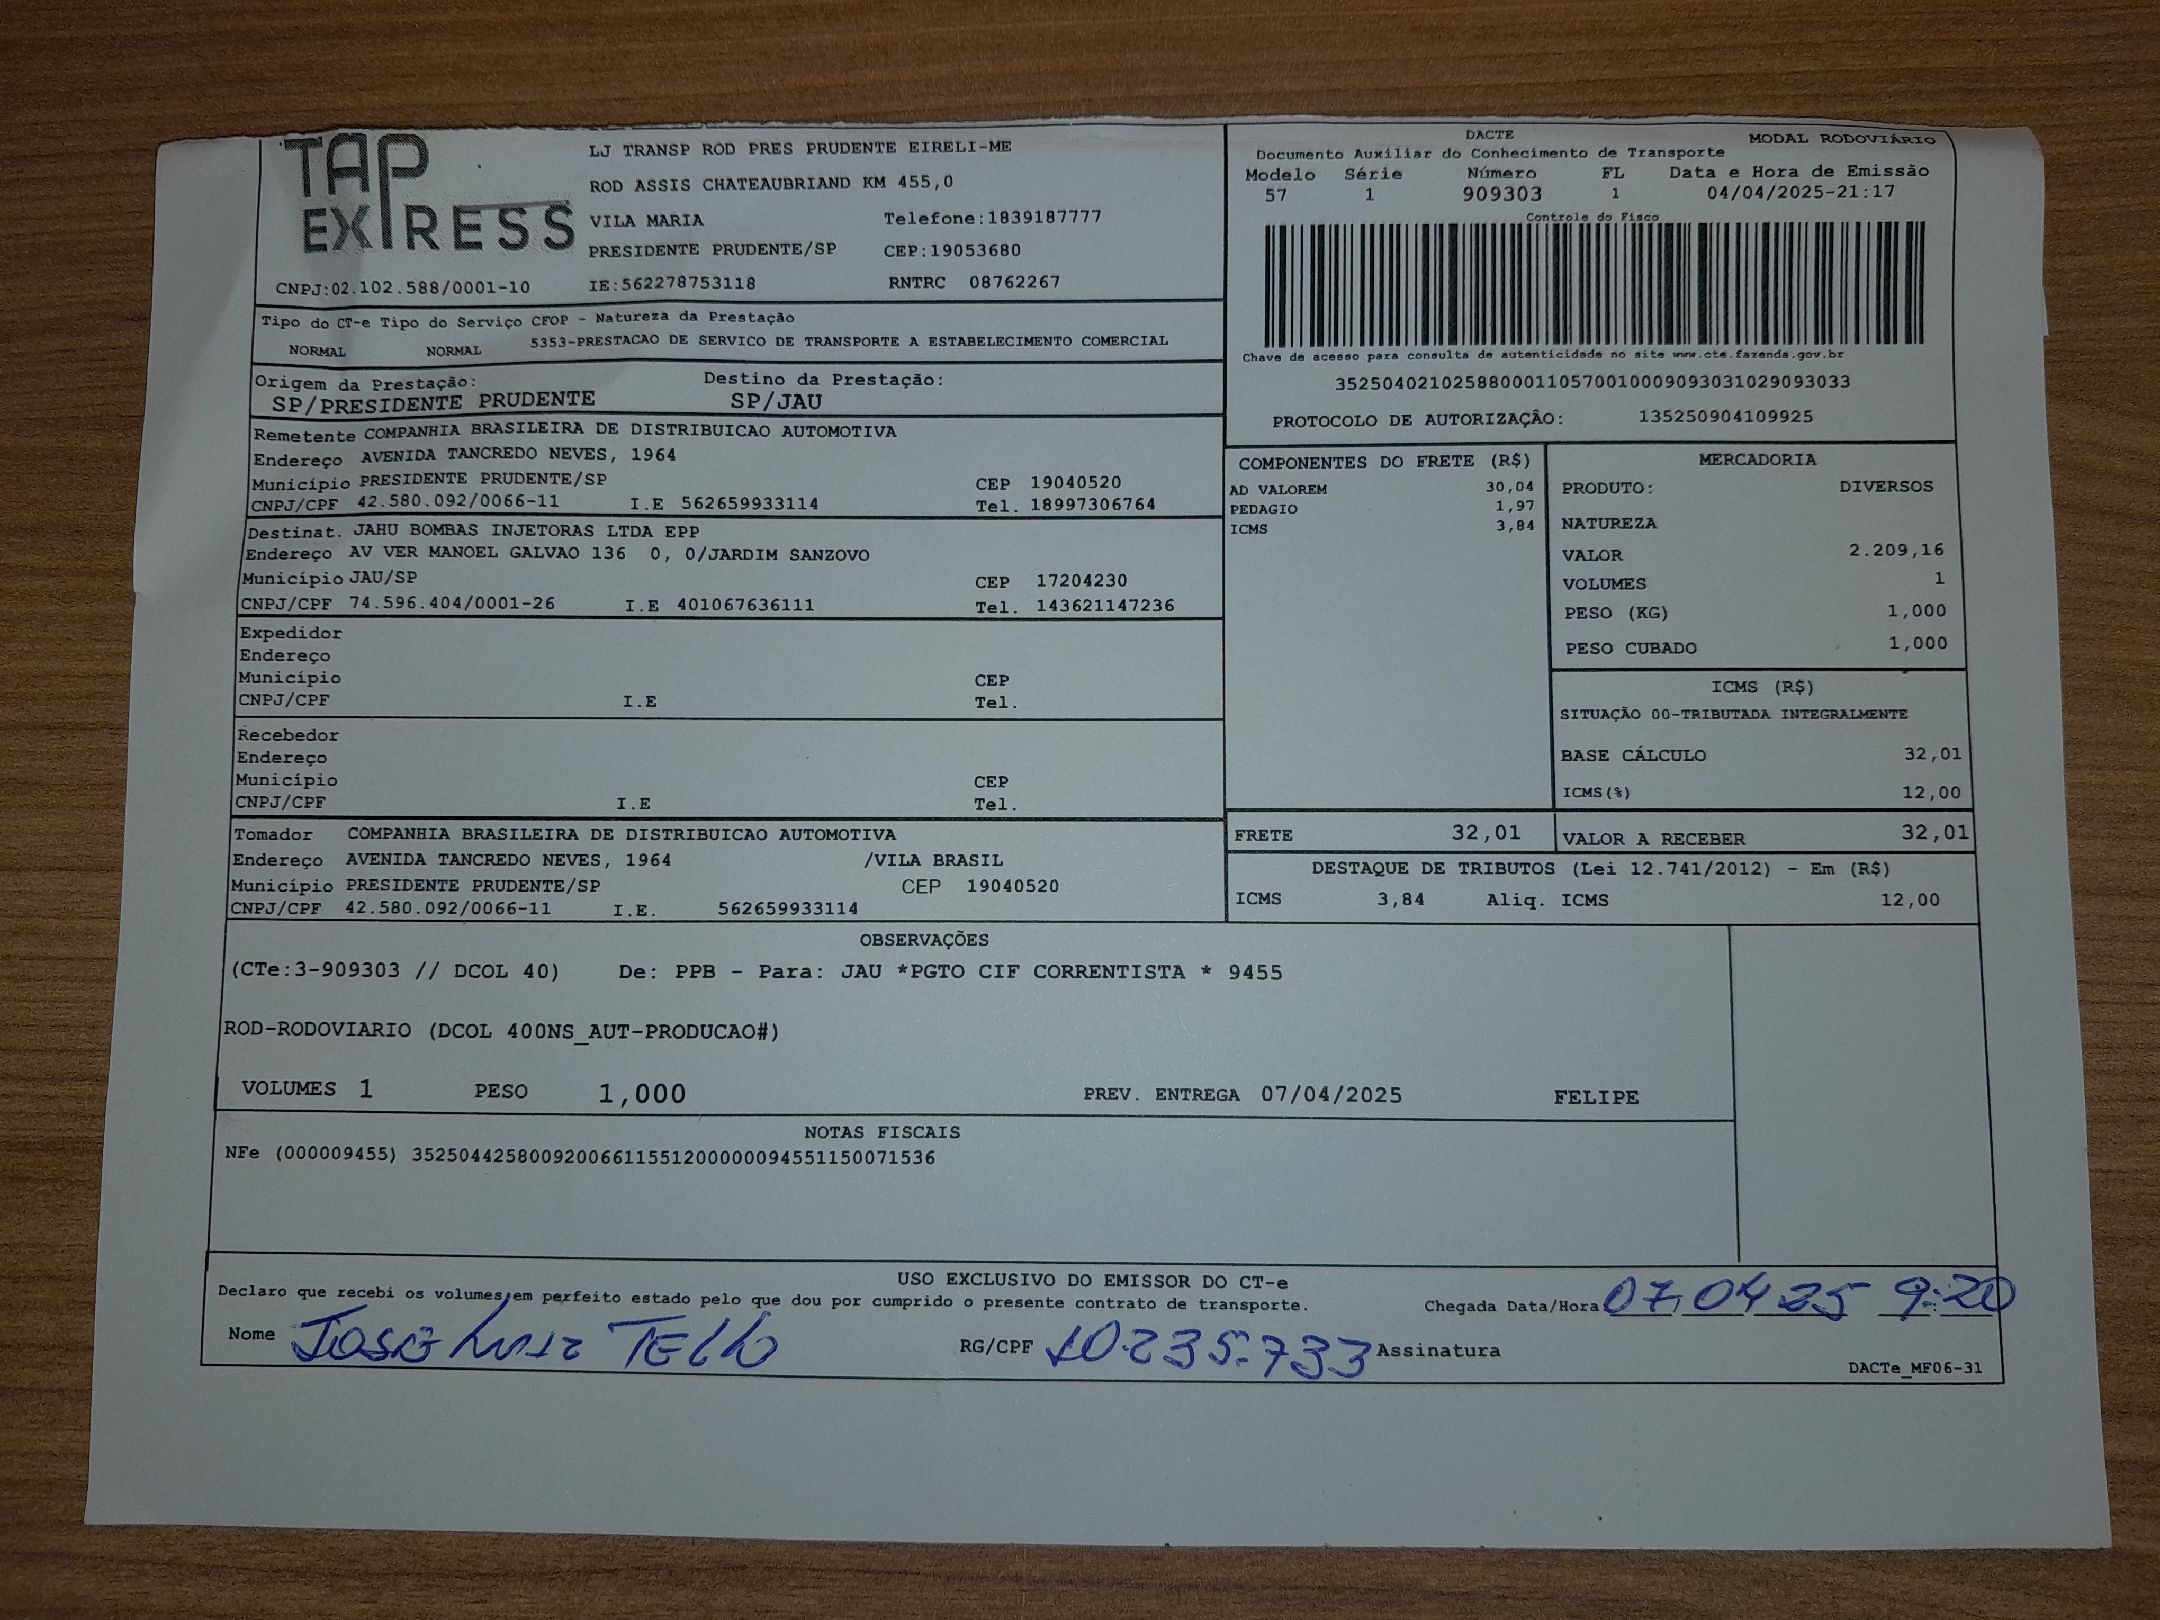 TAP
EXPRESS
LJ TRANSP ROD PRES PRUDENTE EIRELI-ME
ROD ASSIS CHATEAUBRIAND KM 455,0
VILA MARIA Telefone:1839187777
PRESIDENTE PRUDENTE/SP CEP:19053680
CNPJ:02.102.588/0001-10 IE:562278753118 RNTRC 08762267
DACTE MODAL RODOVIÁRIO
Documento Auxiliar do Conhecimento de Transporte
Modelo Série Número FL Data e Hora de Emissão
57 1 909303 1 04/04/2025-21:17
Controle do Fisco
Chave de acesso para consulta de autenticidade no site www.cte.fazenda.gov.br
35250402102588000110570010009093031029093033
PROTOCOLO DE AUTORIZAÇÃO: 135250904109925
Tipo do CT-e Tipo do Serviço CFOP - Natureza da Prestação
NORMAL NORMAL 5353-PRESTACAO DE SERVICO DE TRANSPORTE A ESTABELECIMENTO COMERCIAL
Origem da Prestação: Destino da Prestação:
SP/PRESIDENTE PRUDENTE SP/JAU
Remetente COMPANHIA BRASILEIRA DE DISTRIBUICAO AUTOMOTIVA
Endereço AVENIDA TANCREDO NEVES, 1964
Município PRESIDENTE PRUDENTE/SP CEP 19040520
CNPJ/CPF 42.580.092/0066-11 I.E 562659933114 Tel. 18997306764
Destinat. JAHU BOMBAS INJETORAS LTDA EPP
Endereço AV VER MANOEL GALVAO 136 0, 0/JARDIM SANZOVO
Município JAU/SP CEP 17204230
CNPJ/CPF 74.596.404/0001-26 I.E 401067636111 Tel. 143621147236
Expedidor
Endereço
Município CEP
CNPJ/CPF I.E Tel.
Recebedor
Endereço
Município CEP
CNPJ/CPF I.E Tel.
Tomador COMPANHIA BRASILEIRA DE DISTRIBUICAO AUTOMOTIVA
Endereço AVENIDA TANCREDO NEVES, 1964 /VILA BRASIL
Município PRESIDENTE PRUDENTE/SP CEP 19040520
CNPJ/CPF 42.580.092/0066-11 I.E. 562659933114
COMPONENTES DO FRETE (R$)
AD VALOREM 30,04
PEDAGIO 1,97
ICMS 3,84
MERCADORIA
PRODUTO: DIVERSOS
NATUREZA
VALOR 2.209,16
VOLUMES 1
PESO (KG) 1,000
PESO CUBADO 1,000
ICMS (R$)
SITUAÇÃO 00-TRIBUTADA INTEGRALMENTE
BASE CÁLCULO 32,01
ICMS(%) 12,00
FRETE 32,01 VALOR A RECEBER 32,01
DESTAQUE DE TRIBUTOS (Lei 12.741/2012) - Em (R$)
ICMS 3,84 Aliq. ICMS 12,00
OBSERVAÇÕES
(CTe:3-909303 // DCOL 40) De: PPB - Para: JAU *PGTO CIF CORRENTISTA * 9455
ROD-RODOVIARIO (DCOL 400NS_AUT-PRODUCAO#)
VOLUMES 1 PESO 1,000 PREV. ENTREGA 07/04/2025 FELIPE
NOTAS FISCAIS
NFe (000009455) 35250442580092006611551200000094551150071536
USO EXCLUSIVO DO EMISSOR DO CT-e
Declaro que recebi os volumes em perfeito estado pelo que dou por cumprido o presente contrato de transporte. Chegada Data/Hora 07 04 25 9:20
Nome JOSE LUIZ TELLO RG/CPF 10.235.733 Assinatura
DACTe_MF06-31